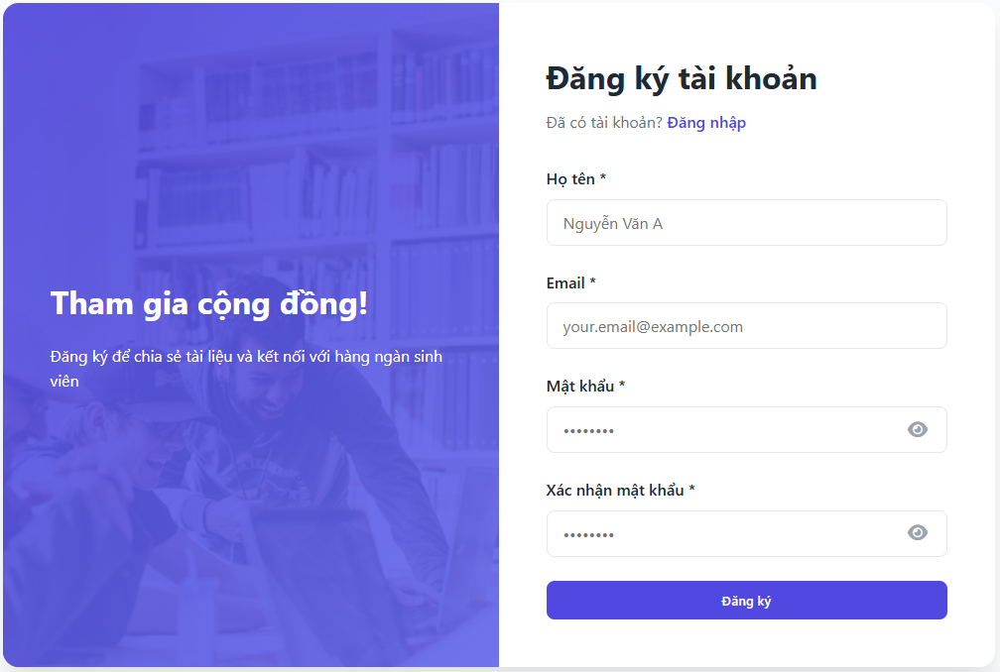 Tham gia cộng đồng!
Đăng ký để chia sẻ tài liệu và kết nối với hàng ngàn sinh
viên
Đăng ký tài khoản
Đã có tài khoản? Đăng nhập
Họ tên *
Nguyễn Văn A
Email *
your.email@example.com
Mật khẩu *
••••••••
Xác nhận mật khẩu *
••••••••
Đăng ký